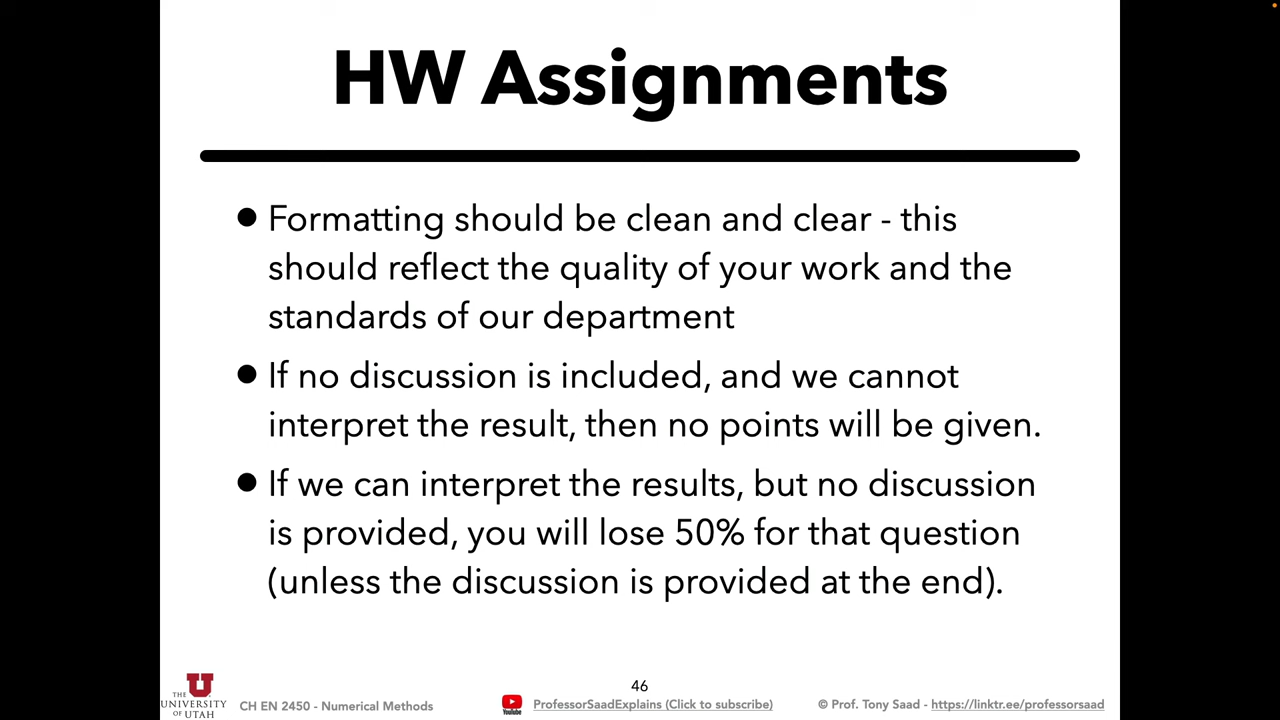 HW Assignments
● Formatting should be clean and clear - this
should reflect the quality of your work and the
standards of our department
● If no discussion is included, and we cannot
interpret the result, then no points will be given.
● If we can interpret the results, but no discussion
is provided, you will lose 50% for that question
(unless the discussion is provided at the end).
46
THE
UNIVERSITY
OF UTAH
CH EN 2450 - Numerical Methods
YouTube
ProfessorSaadExplains (Click to subscribe)
© Prof. Tony Saad - https://linktr.ee/professorsaad